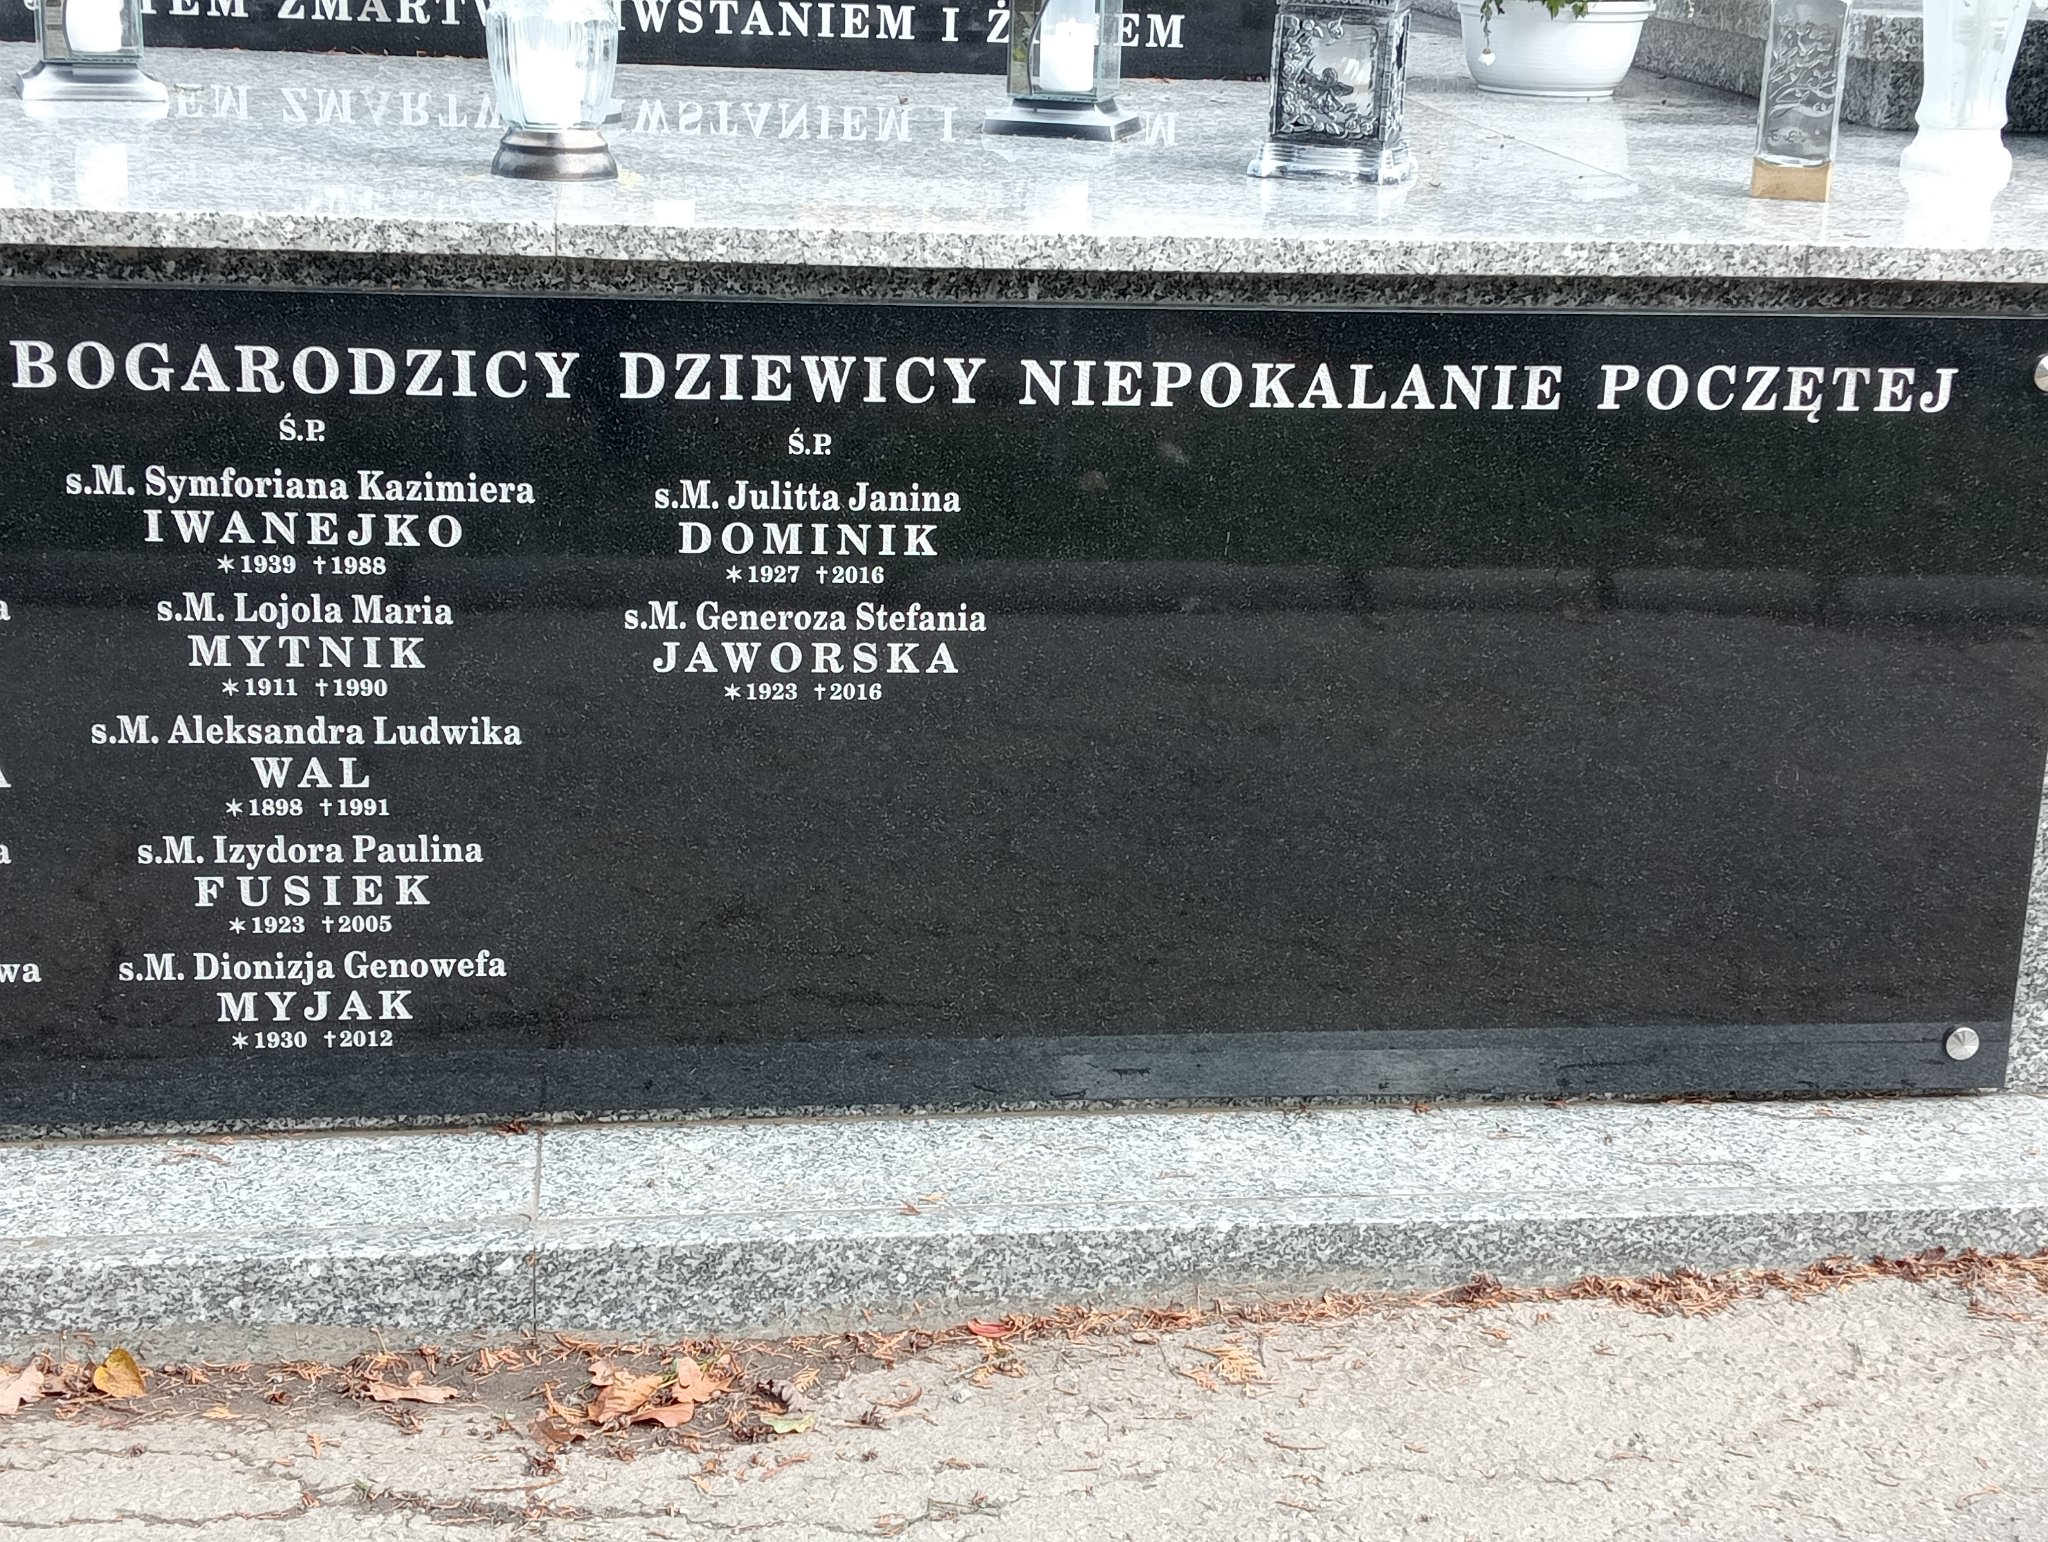 IWSTANIEM I
BOGARODZICY DZIEWICY NIEPOKALANIE POCZĘTEJ
Ś.P.
s.M. Symforiana Kazimiera
IWANEJKO
*1939 †1988
s.M. Lojola Maria
MYTNIK
*1911 †1990
s.M. Aleksandra Ludwika
WAL
*1898 †1991
s.M. Izydora Paulina
FUSIEK
*1923 †2005
s.M. Dionizja Genowefa
MYJAK
*1930 †2012
Ś.P.
s.M. Julitta Janina
DOMINIK
*1927 †2016
s.M. Generoza Stefania
JAWORSKA
*1923 †2016